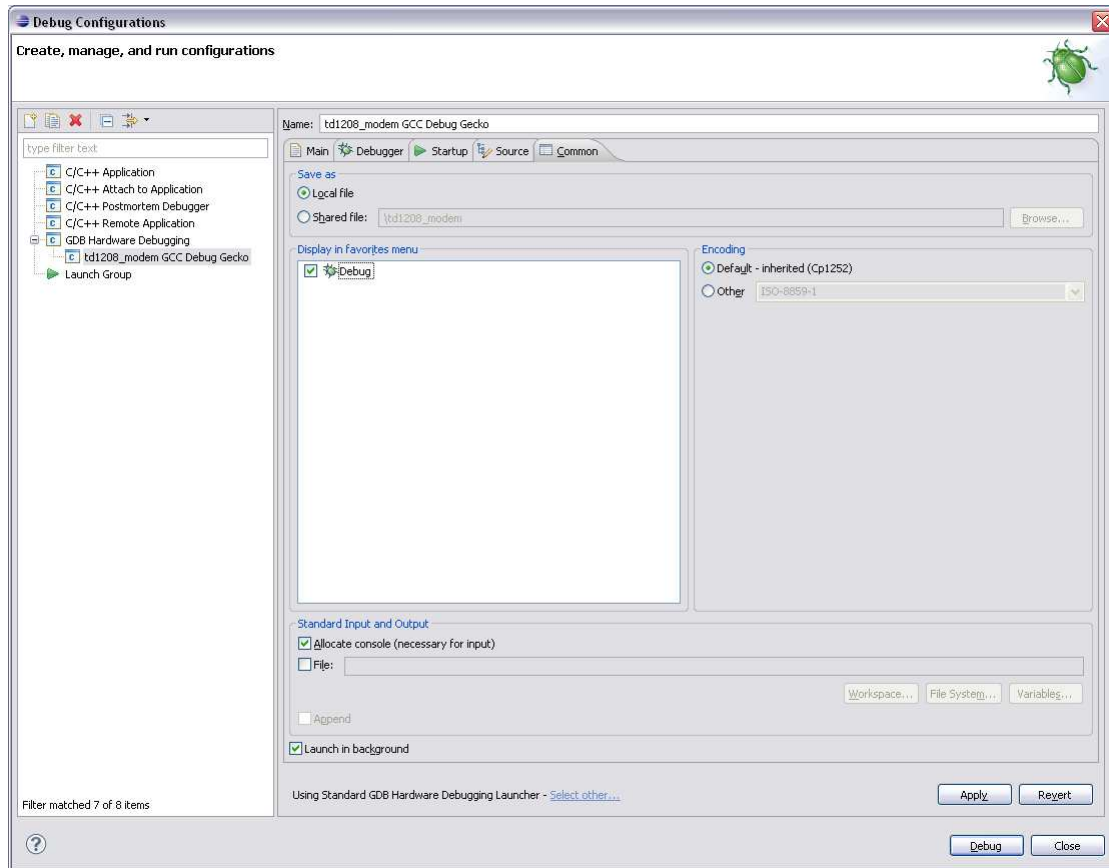 Debug Configurations
Create, manage, and run configurations
type filter text
C/C++ Application
C/C++ Attach to Application
C/C++ Postmortem Debugger
C/C++ Remote Application
GDB Hardware Debugging
td1208_modem GCC Debug Gecko
Launch Group
Filter matched 7 of 8 items
Name: td1208_modem GCC Debug Gecko
Main Debugger Startup Source Common
Save as
Local file
Shared file: \td1208_modem Browse...
Display in favorites menu
Debug
Encoding
Default - inherited (Cp1252)
Other ISO-8859-1
Standard Input and Output
Allocate console (necessary for input)
File:
Workspace... File System... Variables...
Append
Launch in background
Using Standard GDB Hardware Debugging Launcher - Select other...
Apply Revert
? Debug Close